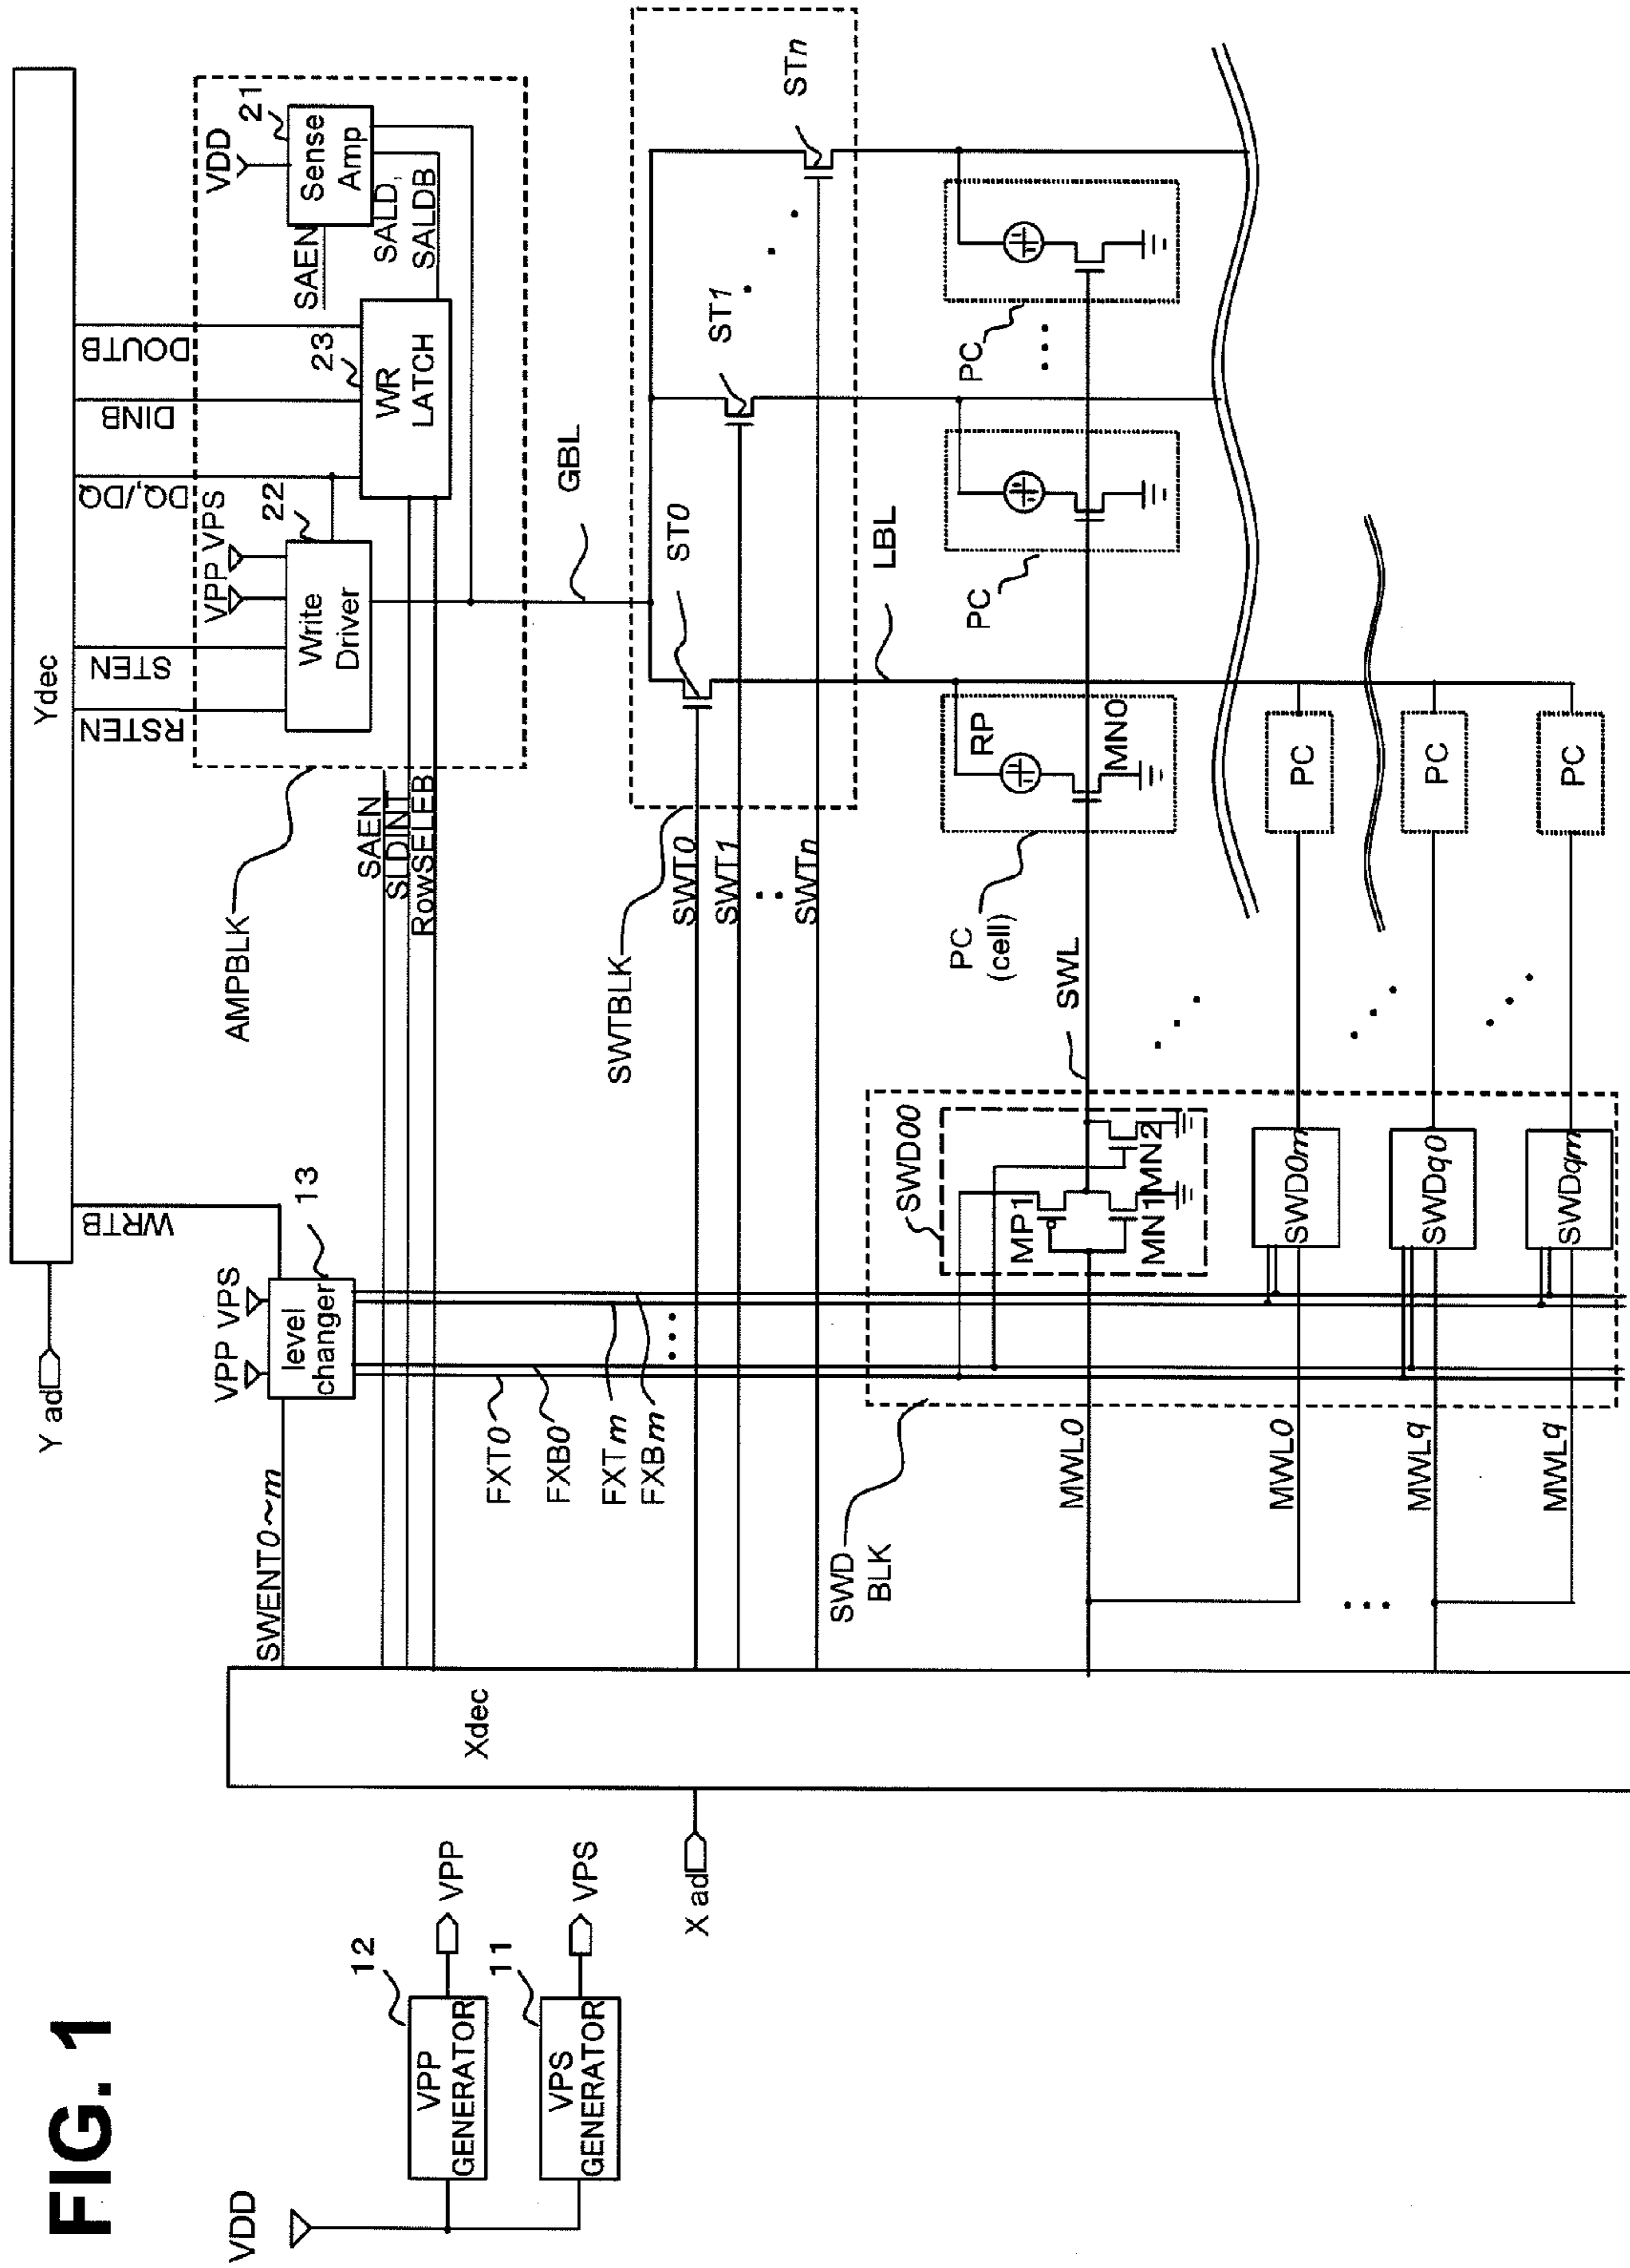 FIG. 1
VDD
VPP
GENERATOR
12
VPP
VPS
GENERATOR
11
VPS
X ad
Xdec
Y ad
Ydec
SWENT0~m
VPP
VPS
level
changer
13
WRTB
FXT0
FXB0
FXTm
FXBm
AMPBLK
SAEN
SLDINT
RowSELEB
RSTEN
STEN
DQ,/DQ
DINB
DOUTB
VPP
VPS
Write
Driver
22
WR
LATCH
23
VDD
Sense
Amp
21
SAEN
SALD,
SALDB
GBL
SWTBLK
SWT0
SWT1
SWTn
ST0
ST1
STn
LBL
SWD
BLK
SWD00
MP1
MN1
MN2
SWL
PC
(cell)
RP
MN0
PC
PC
MWL0
MWL0
SWD0m
PC
MWLq
SWDq0
PC
MWLq
SWDqm
PC